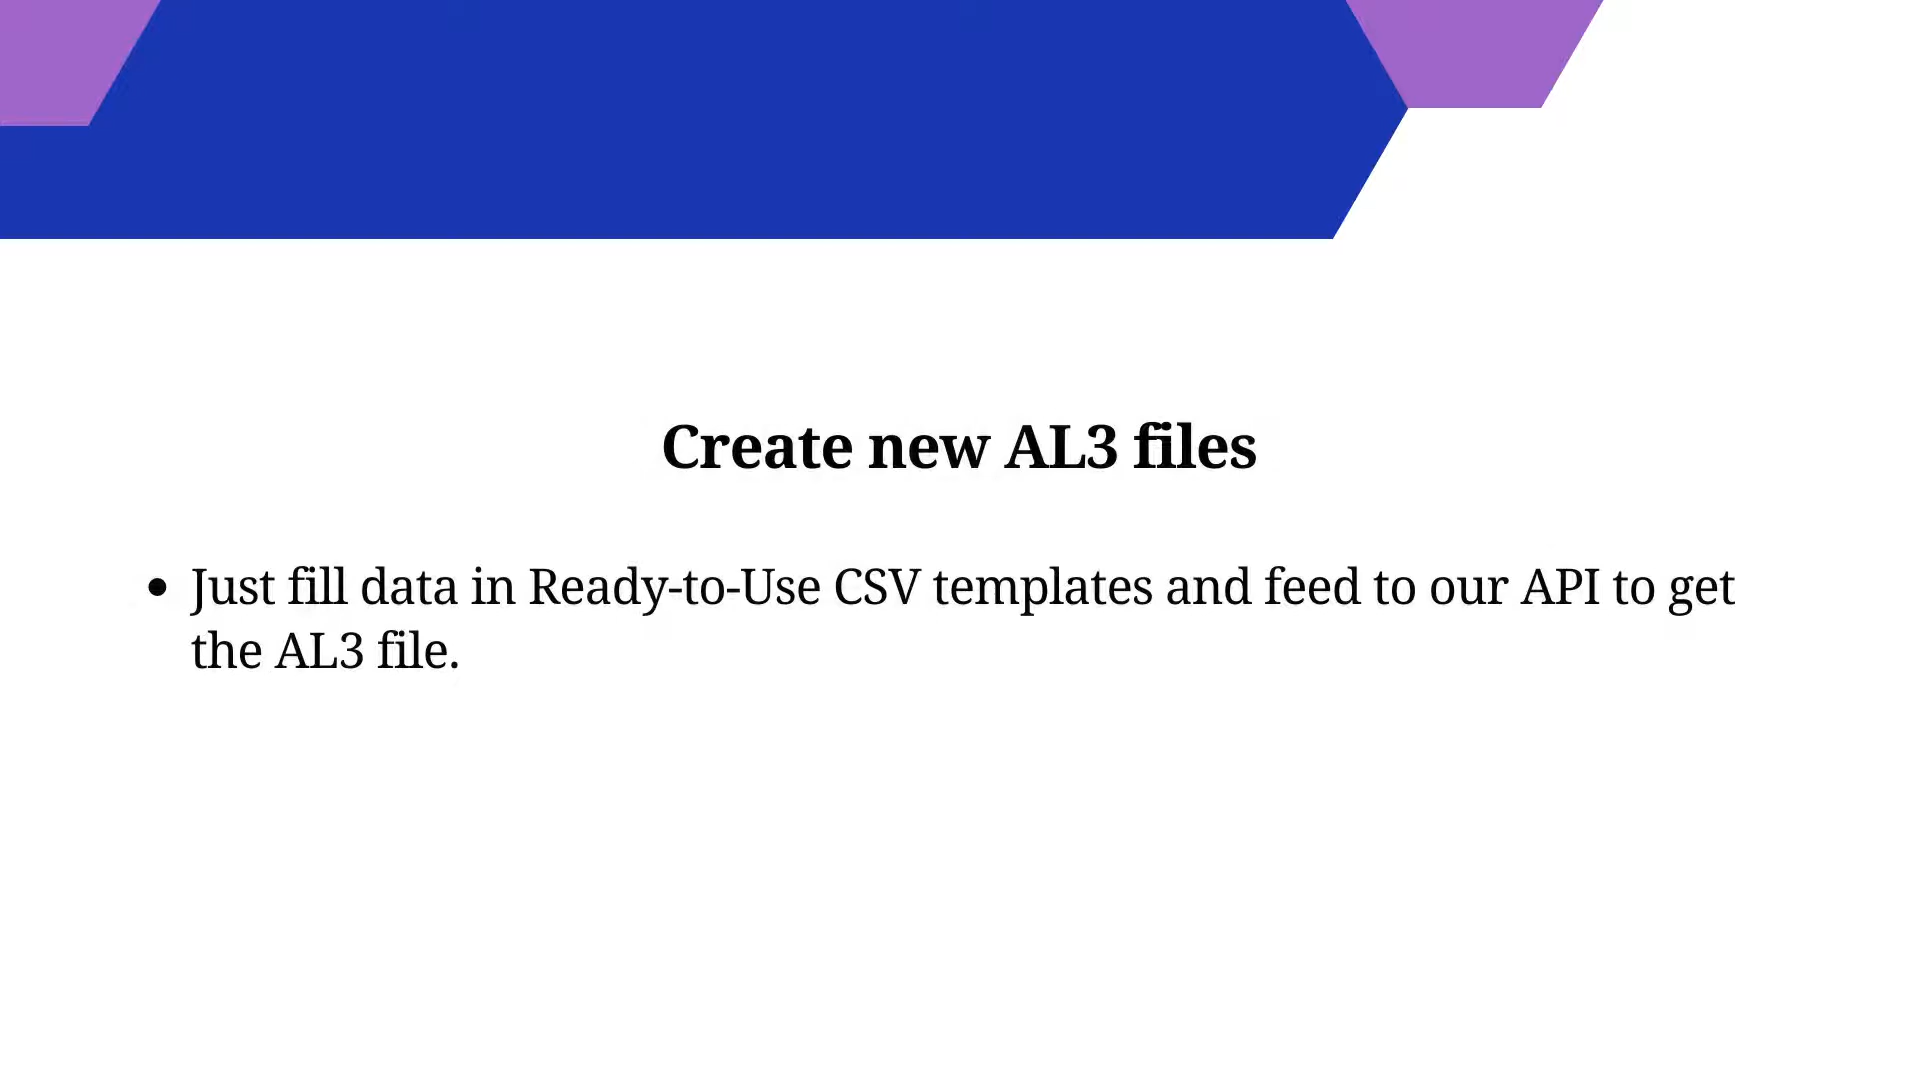 Create new AL3 files
• Just fill data in Ready-to-Use CSV templates and feed to our API to get
the AL3 file.